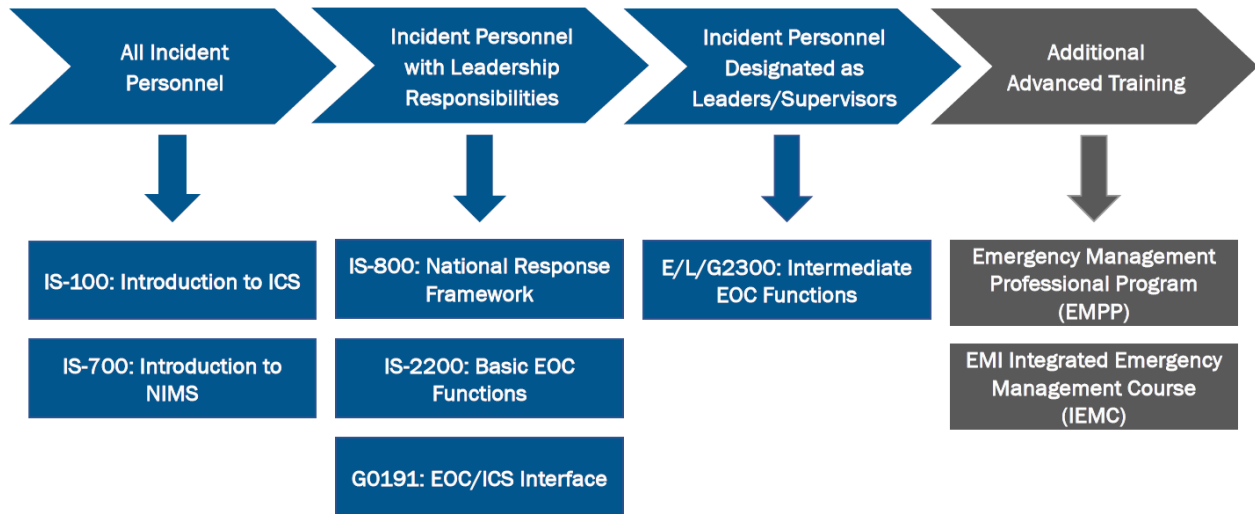 All Incident
Personnel
Incident Personnel
with Leadership
Responsibilities
Incident Personnel
Designated as
Leaders/Supervisors
Additional
Advanced Training
IS-100: Introduction to ICS
IS-700: Introduction to
NIMS
IS-800: National Response
Framework
IS-2200: Basic EOC
Functions
G0191: EOC/ICS Interface
E/L/G2300: Intermediate
EOC Functions
Emergency Management
Professional Program
(EMPP)
EMI Integrated Emergency
Management Course
(IEMC)